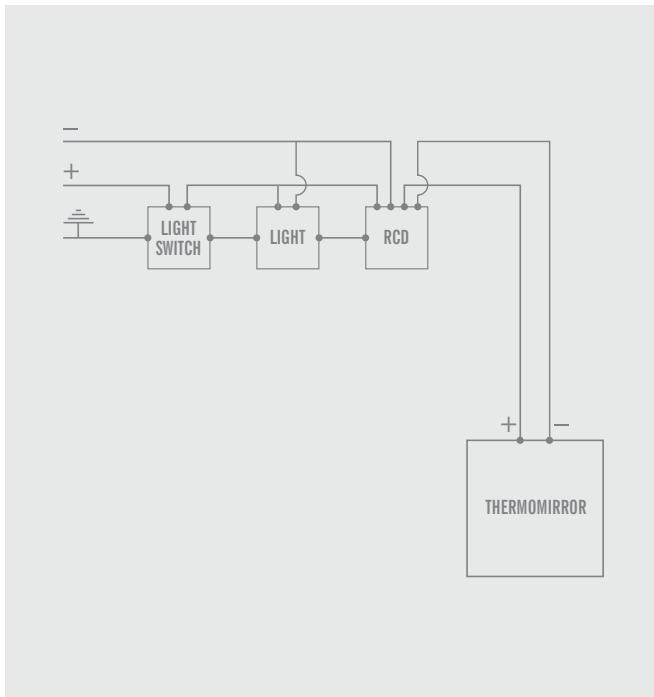 −
+
LIGHT
SWITCH
LIGHT
RCD
+ −
THERMOMIRROR